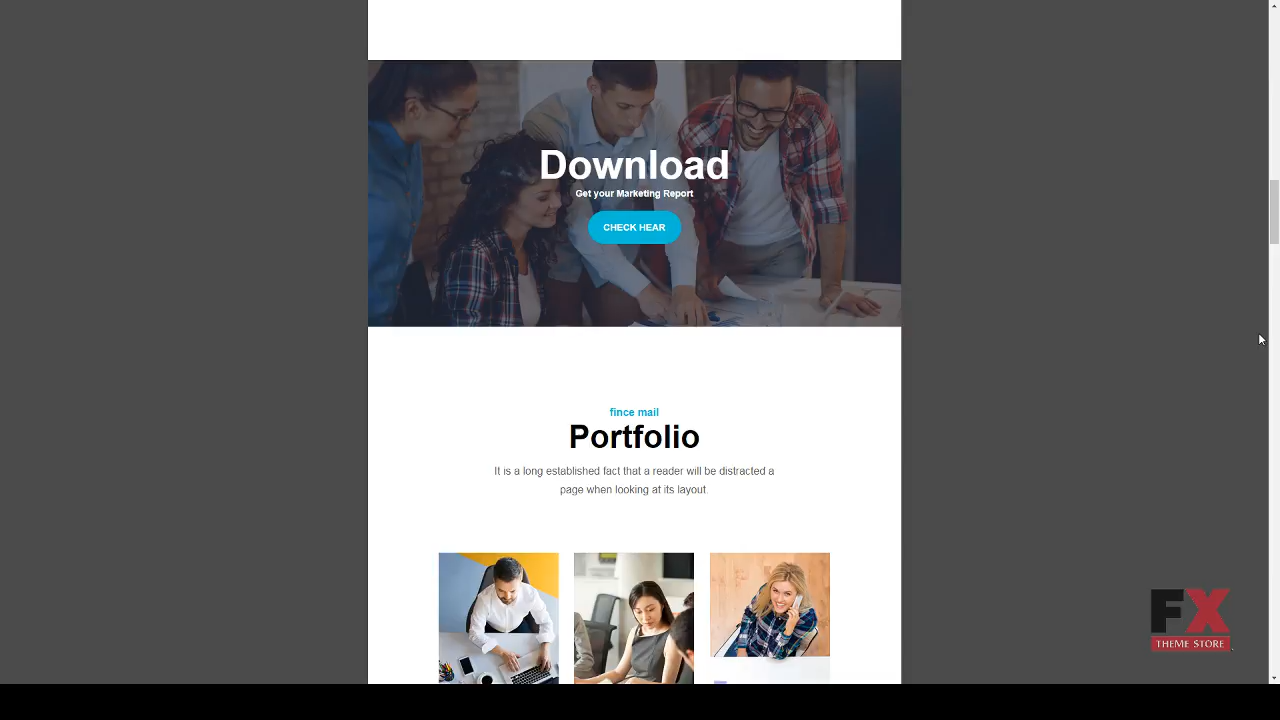 Download
Get your Marketing Report
CHECK HEAR
fince mail
Portfolio
It is a long established fact that a reader will be distracted a
page when looking at its layout.
FX
THEME STORE